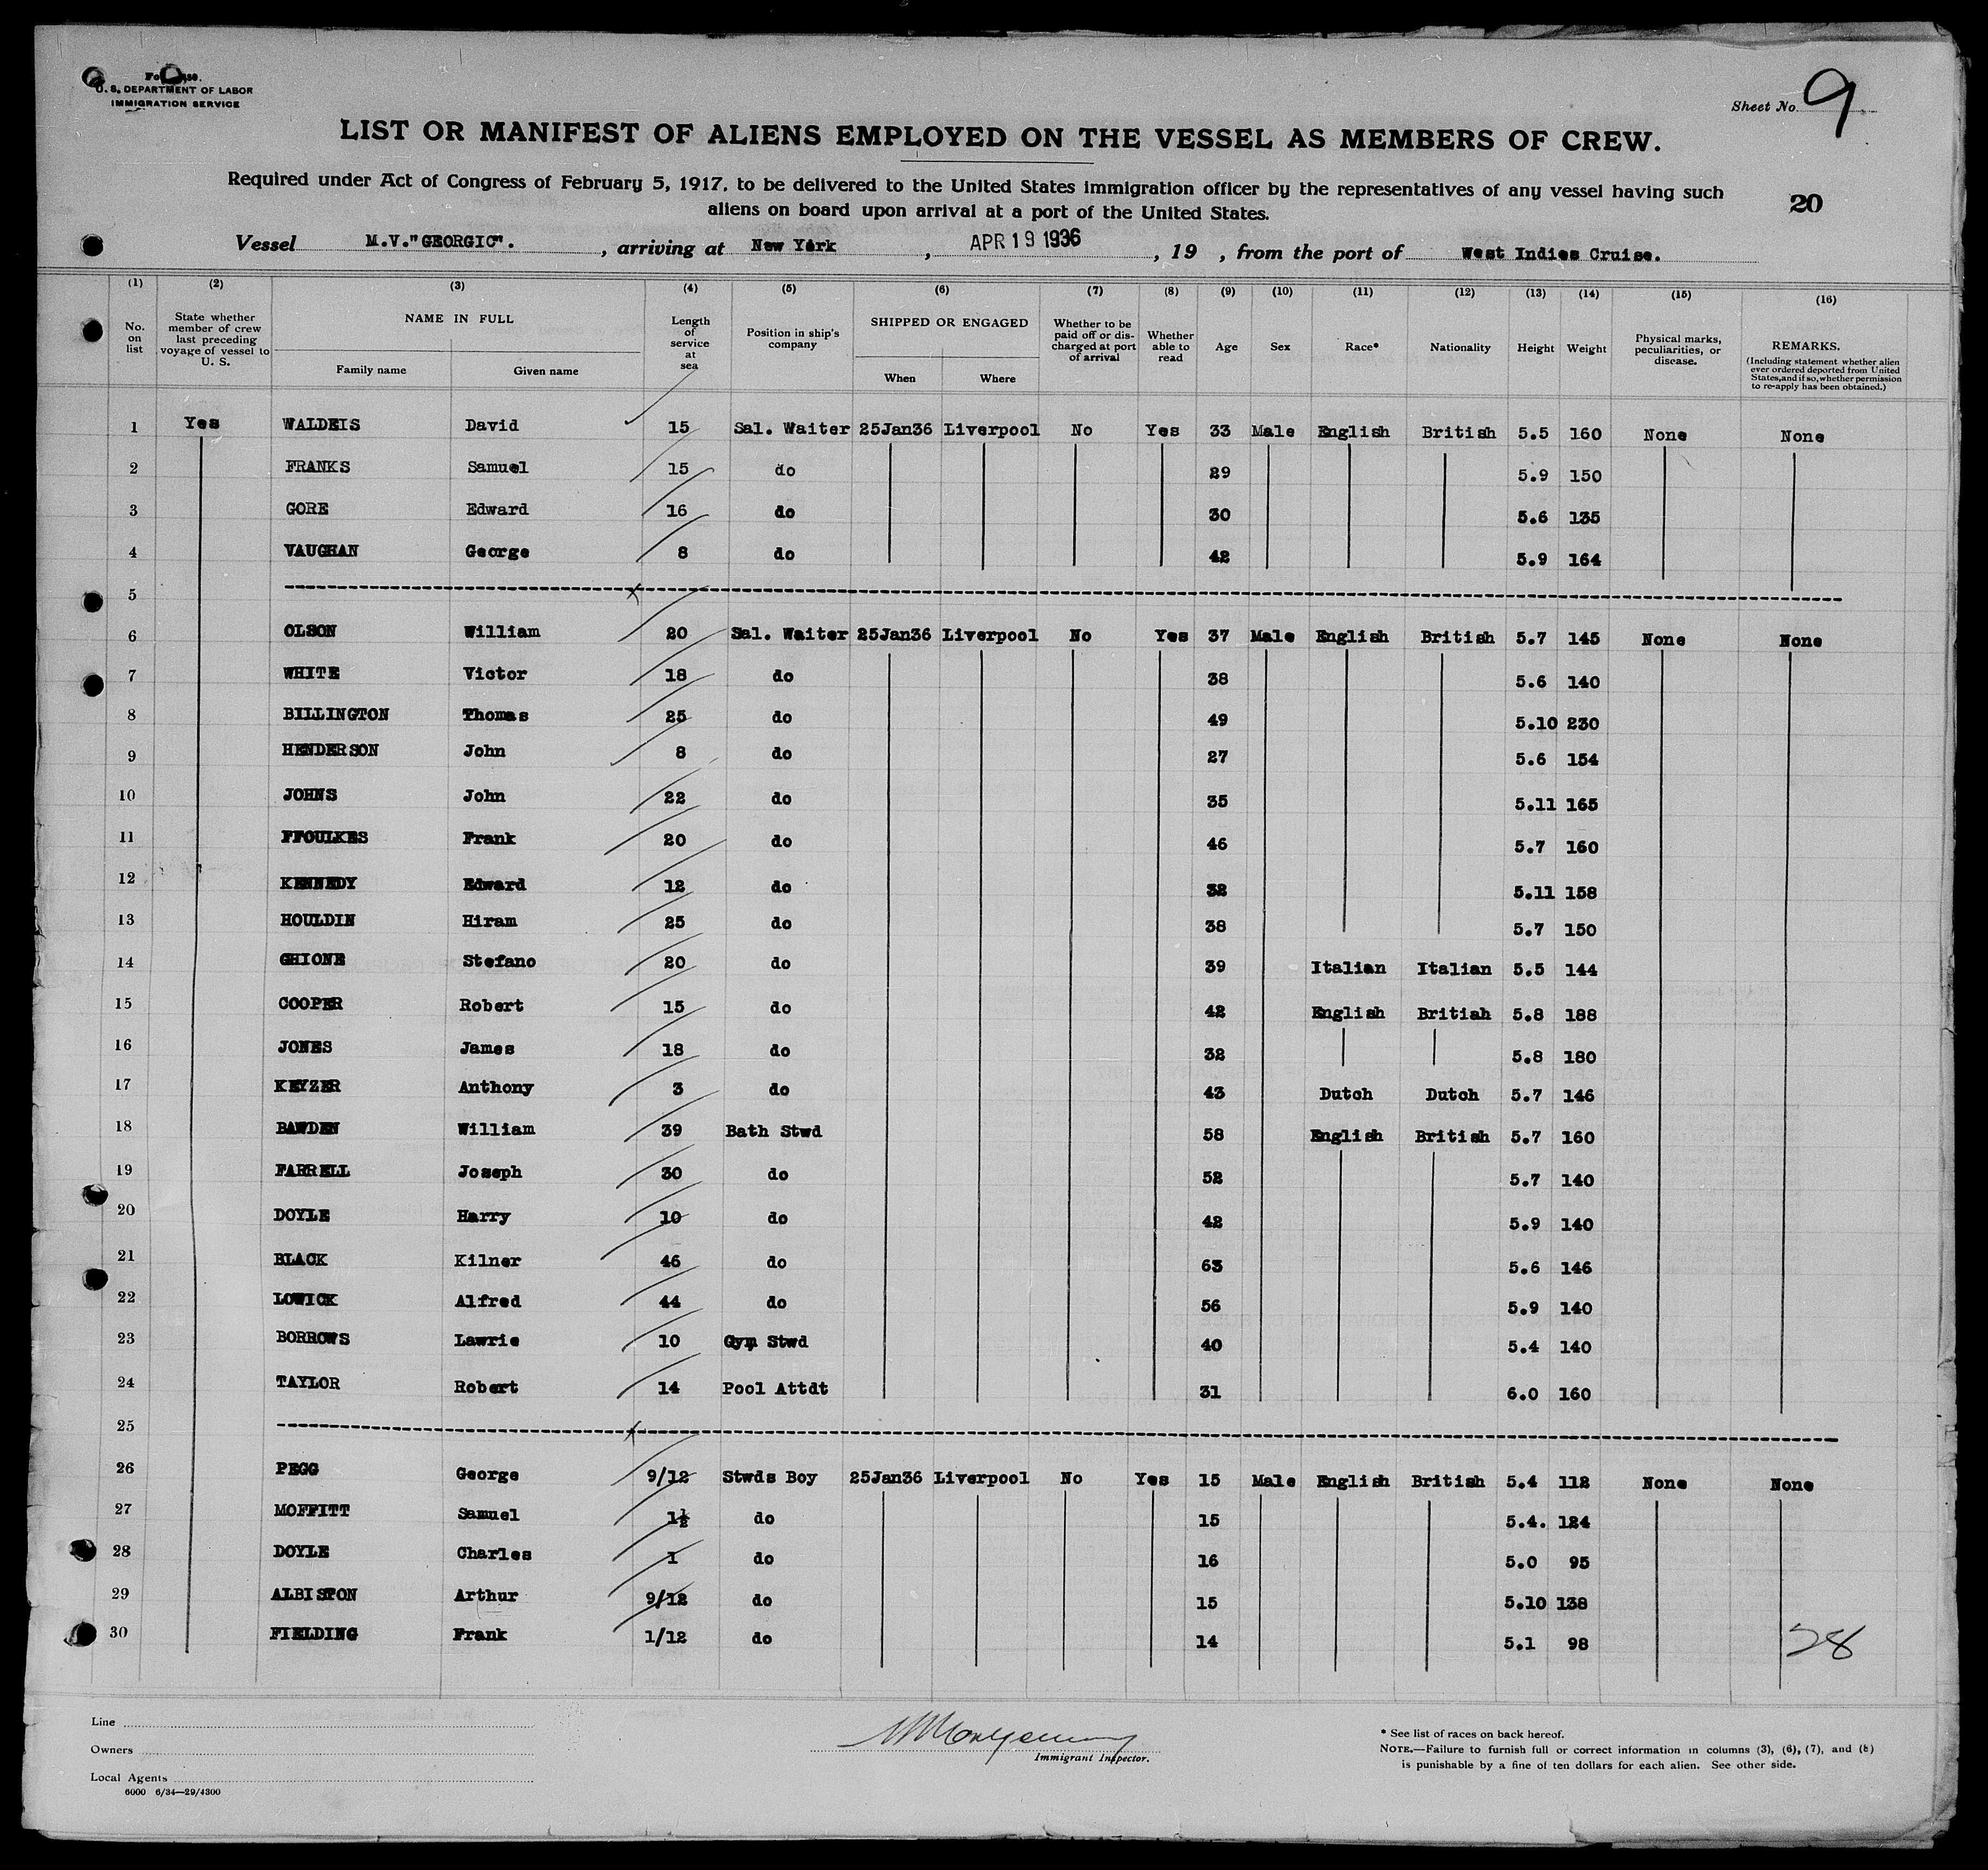 U. S. DEPARTMENT OF LABOR
IMMIGRATION SERVICE
Sheet No. 9
LIST OR MANIFEST OF ALIENS EMPLOYED ON THE VESSEL AS MEMBERS OF CREW.
Required under Act of Congress of February 5, 1917, to be delivered to the United States immigration officer by the representatives of any vessel having such
aliens on board upon arrival at a port of the United States.
20
Vessel M.V."GEORGIC". , arriving at New York , APR 19 1936 , 19 , from the port of West Indies Cruise.
(1) (2) (3) (4) (5) (6) (7) (8) (9) (10) (11) (12) (13) (14) (15) (16)
No. on list State whether member of crew last preceding voyage of vessel to U. S. NAME IN FULL Family name Given name Length of service at sea Position in ship's company SHIPPED OR ENGAGED When Where Whether to be paid off or discharged at port of arrival Whether able to read Age Sex Race* Nationality Height Weight Physical marks, peculiarities, or disease. REMARKS. (Including statement whether alien ever ordered deported from United States, and if so, whether permission to re-apply has been obtained.)
1 Yes WALDEIS David 15 Sal. Waiter 25Jan36 Liverpool No Yes 33 Male English British 5.5 160 None None
2 FRANKS Samuel 15 do 29 5.9 150
3 GORE Edward 16 do 30 5.6 135
4 VAUGHAN George 8 do 42 5.9 164
5
6 OLSON William 20 Sal. Waiter 25Jan36 Liverpool No Yes 37 Male English British 5.7 145 None None
7 WHITE Victor 18 do 38 5.6 140
8 BILLINGTON Thomas 25 do 49 5.10 230
9 HENDERSON John 8 do 27 5.6 154
10 JOHNS John 22 do 35 5.11 165
11 FFOULKES Frank 20 do 46 5.7 160
12 KENNEDY Edward 12 do 32 5.11 158
13 HOULDIN Hiram 25 do 38 5.7 150
14 GHIONE Stefano 20 do 39 Italian Italian 5.5 144
15 COOPER Robert 15 do 42 English British 5.8 188
16 JONES James 18 do 32 5.8 180
17 KEYZER Anthony 3 do 43 Dutch Dutch 5.7 146
18 BAWDEN William 39 Bath Stwd 58 English British 5.7 160
19 FARRELL Joseph 30 do 52 5.7 140
20 DOYLE Harry 10 do 42 5.9 140
21 BLACK Kilner 46 do 63 5.6 146
22 LOWICK Alfred 44 do 56 5.9 140
23 BORROWS Lawrie 10 Gym Stwd 40 5.4 140
24 TAYLOR Robert 14 Pool Attdt 31 6.0 160
25
26 PEGG George 9/12 Stwds Boy 25Jan36 Liverpool No Yes 15 Male English British 5.4 112 None None
27 MOFFITT Samuel 1½ do 15 5.4. 124
28 DOYLE Charles 1 do 16 5.0 95
29 ALBISTON Arthur 9/12 do 15 5.10 138
30 FIELDING Frank 1/12 do 14 5.1 98
28
Line
Owners
Local Agents
6000 6/34—29/4300
Immigrant Inspector.
* See list of races on back hereof.
NOTE.—Failure to furnish full or correct information in columns (3), (6), (7), and (8)
is punishable by a fine of ten dollars for each alien. See other side.